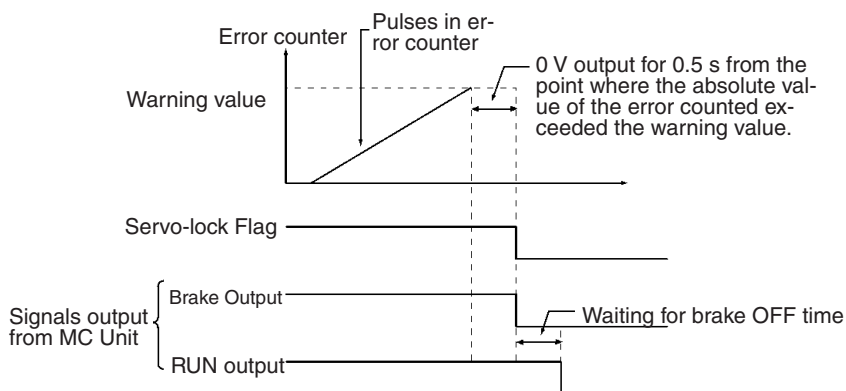 Error counter
Pulses in er-
ror counter
0 V output for 0.5 s from the
point where the absolute val-
ue of the error counted ex-
ceeded the warning value.
Warning value
Servo-lock Flag
Signals output
from MC Unit
Brake Output
Waiting for brake OFF time
RUN output